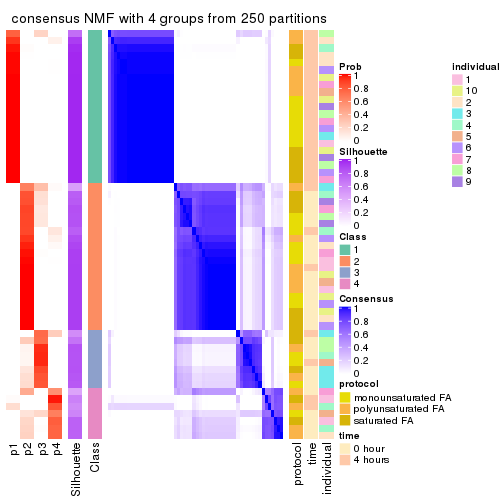 consensus NMF with 4 groups from 250 partitions
p1
p2
p3
p4
Silhouette
Class
protocol
time
individual
Prob
1
0.8
0.6
0.4
0.2
0
Silhouette
1
0.8
0.6
0.4
0.2
0
Class
1
2
3
4
Consensus
1
0.8
0.6
0.4
0.2
0
protocol
monounsaturated FA
polyunsaturated FA
saturated FA
time
0 hour
4 hours
individual
1
10
2
3
4
5
6
7
8
9